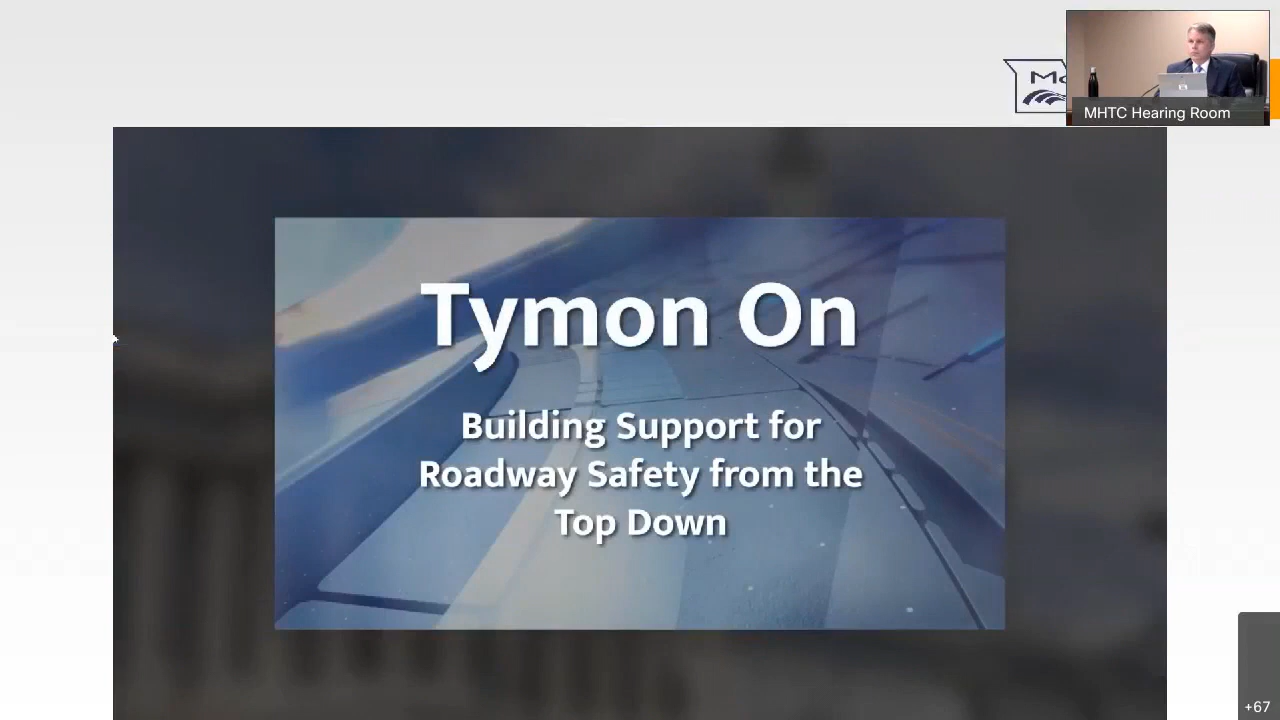 MHTC Hearing Room
Tymon On
Building Support for
Roadway Safety from the
Top Down
+67